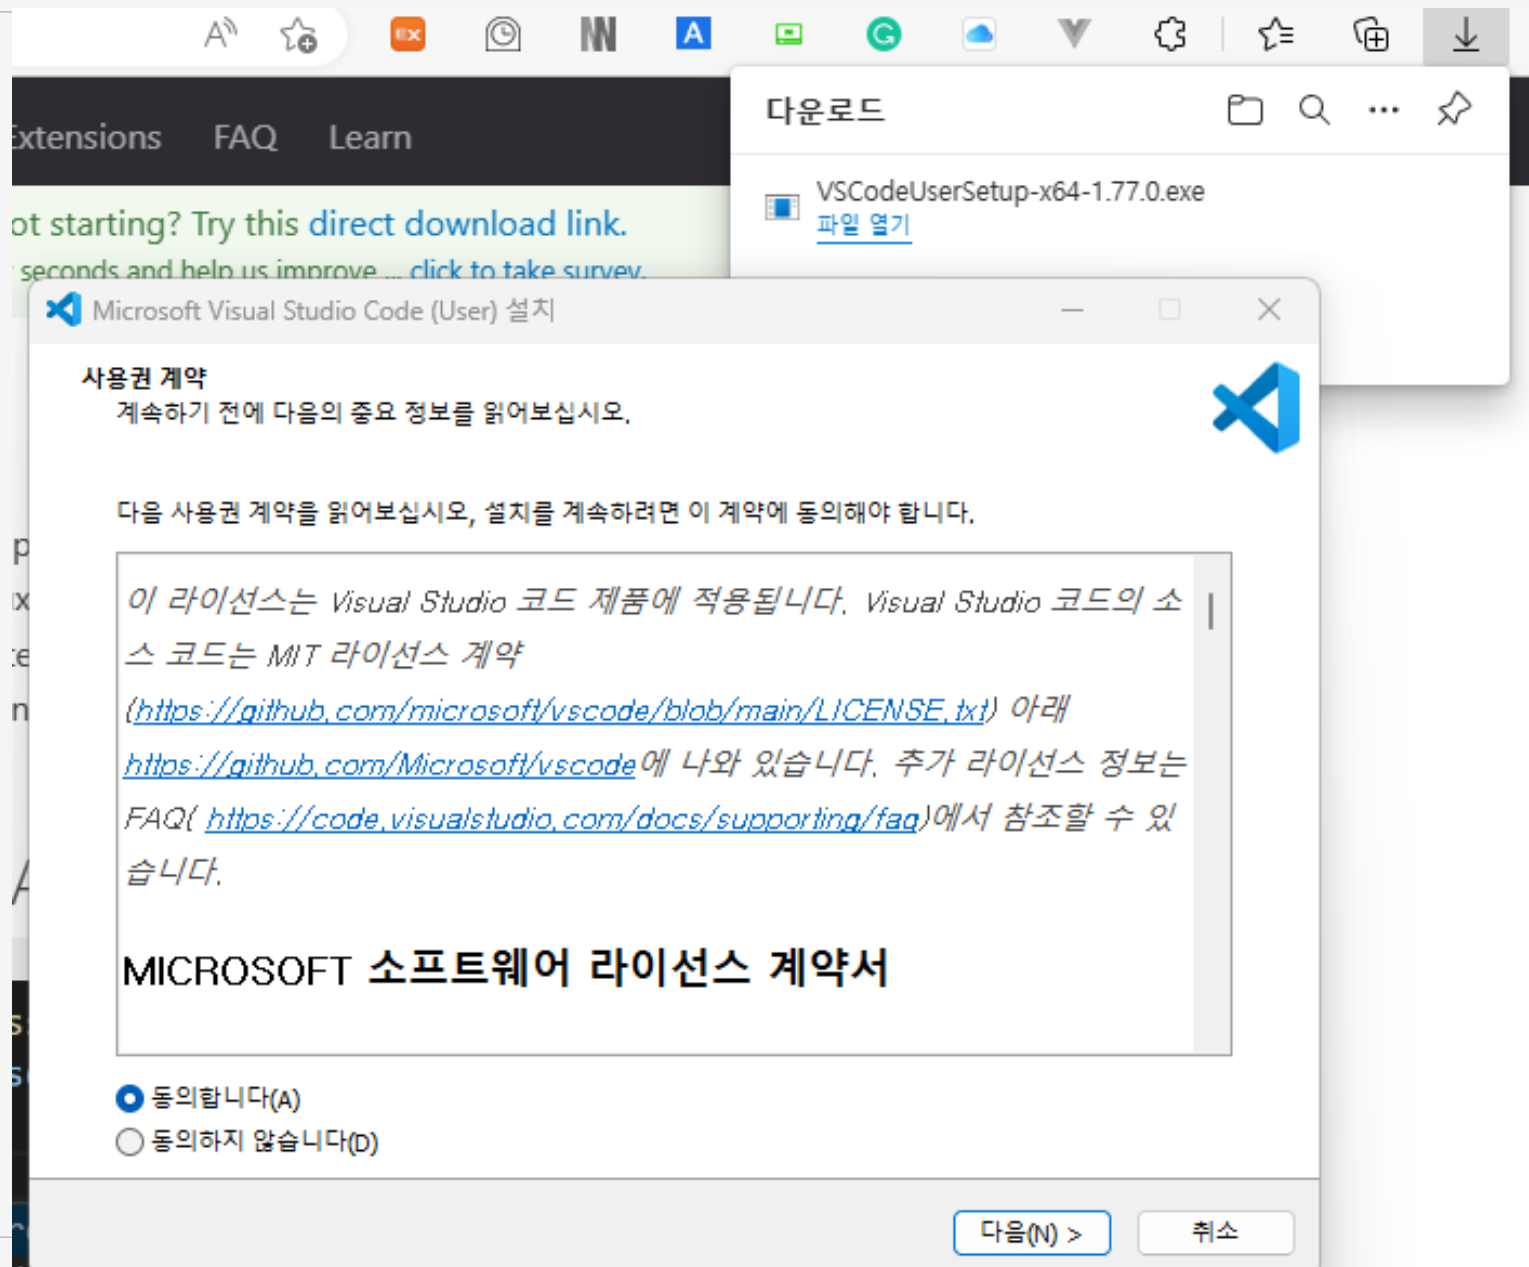 Extensions FAQ Learn
ot starting? Try this direct download link.
seconds and help us improve ... click to take survey.
다운로드
VSCodeUserSetup-x64-1.77.0.exe
파일 열기
Microsoft Visual Studio Code (User) 설치
사용권 계약
계속하기 전에 다음의 중요 정보를 읽어보십시오.
다음 사용권 계약을 읽어보십시오, 설치를 계속하려면 이 계약에 동의해야 합니다.
이 라이선스는 Visual Studio 코드 제품에 적용됩니다. Visual Studio 코드의 소
스 코드는 MIT 라이선스 계약
(https://github.com/microsoft/vscode/blob/main/LICENSE.txt) 아래
https://github.com/Microsoft/vscode에 나와 있습니다. 추가 라이선스 정보는
FAQ( https://code.visualstudio.com/docs/supporting/faq)에서 참조할 수 있
습니다.
MICROSOFT 소프트웨어 라이선스 계약서
동의합니다(A)
동의하지 않습니다(D)
다음(N) >
취소